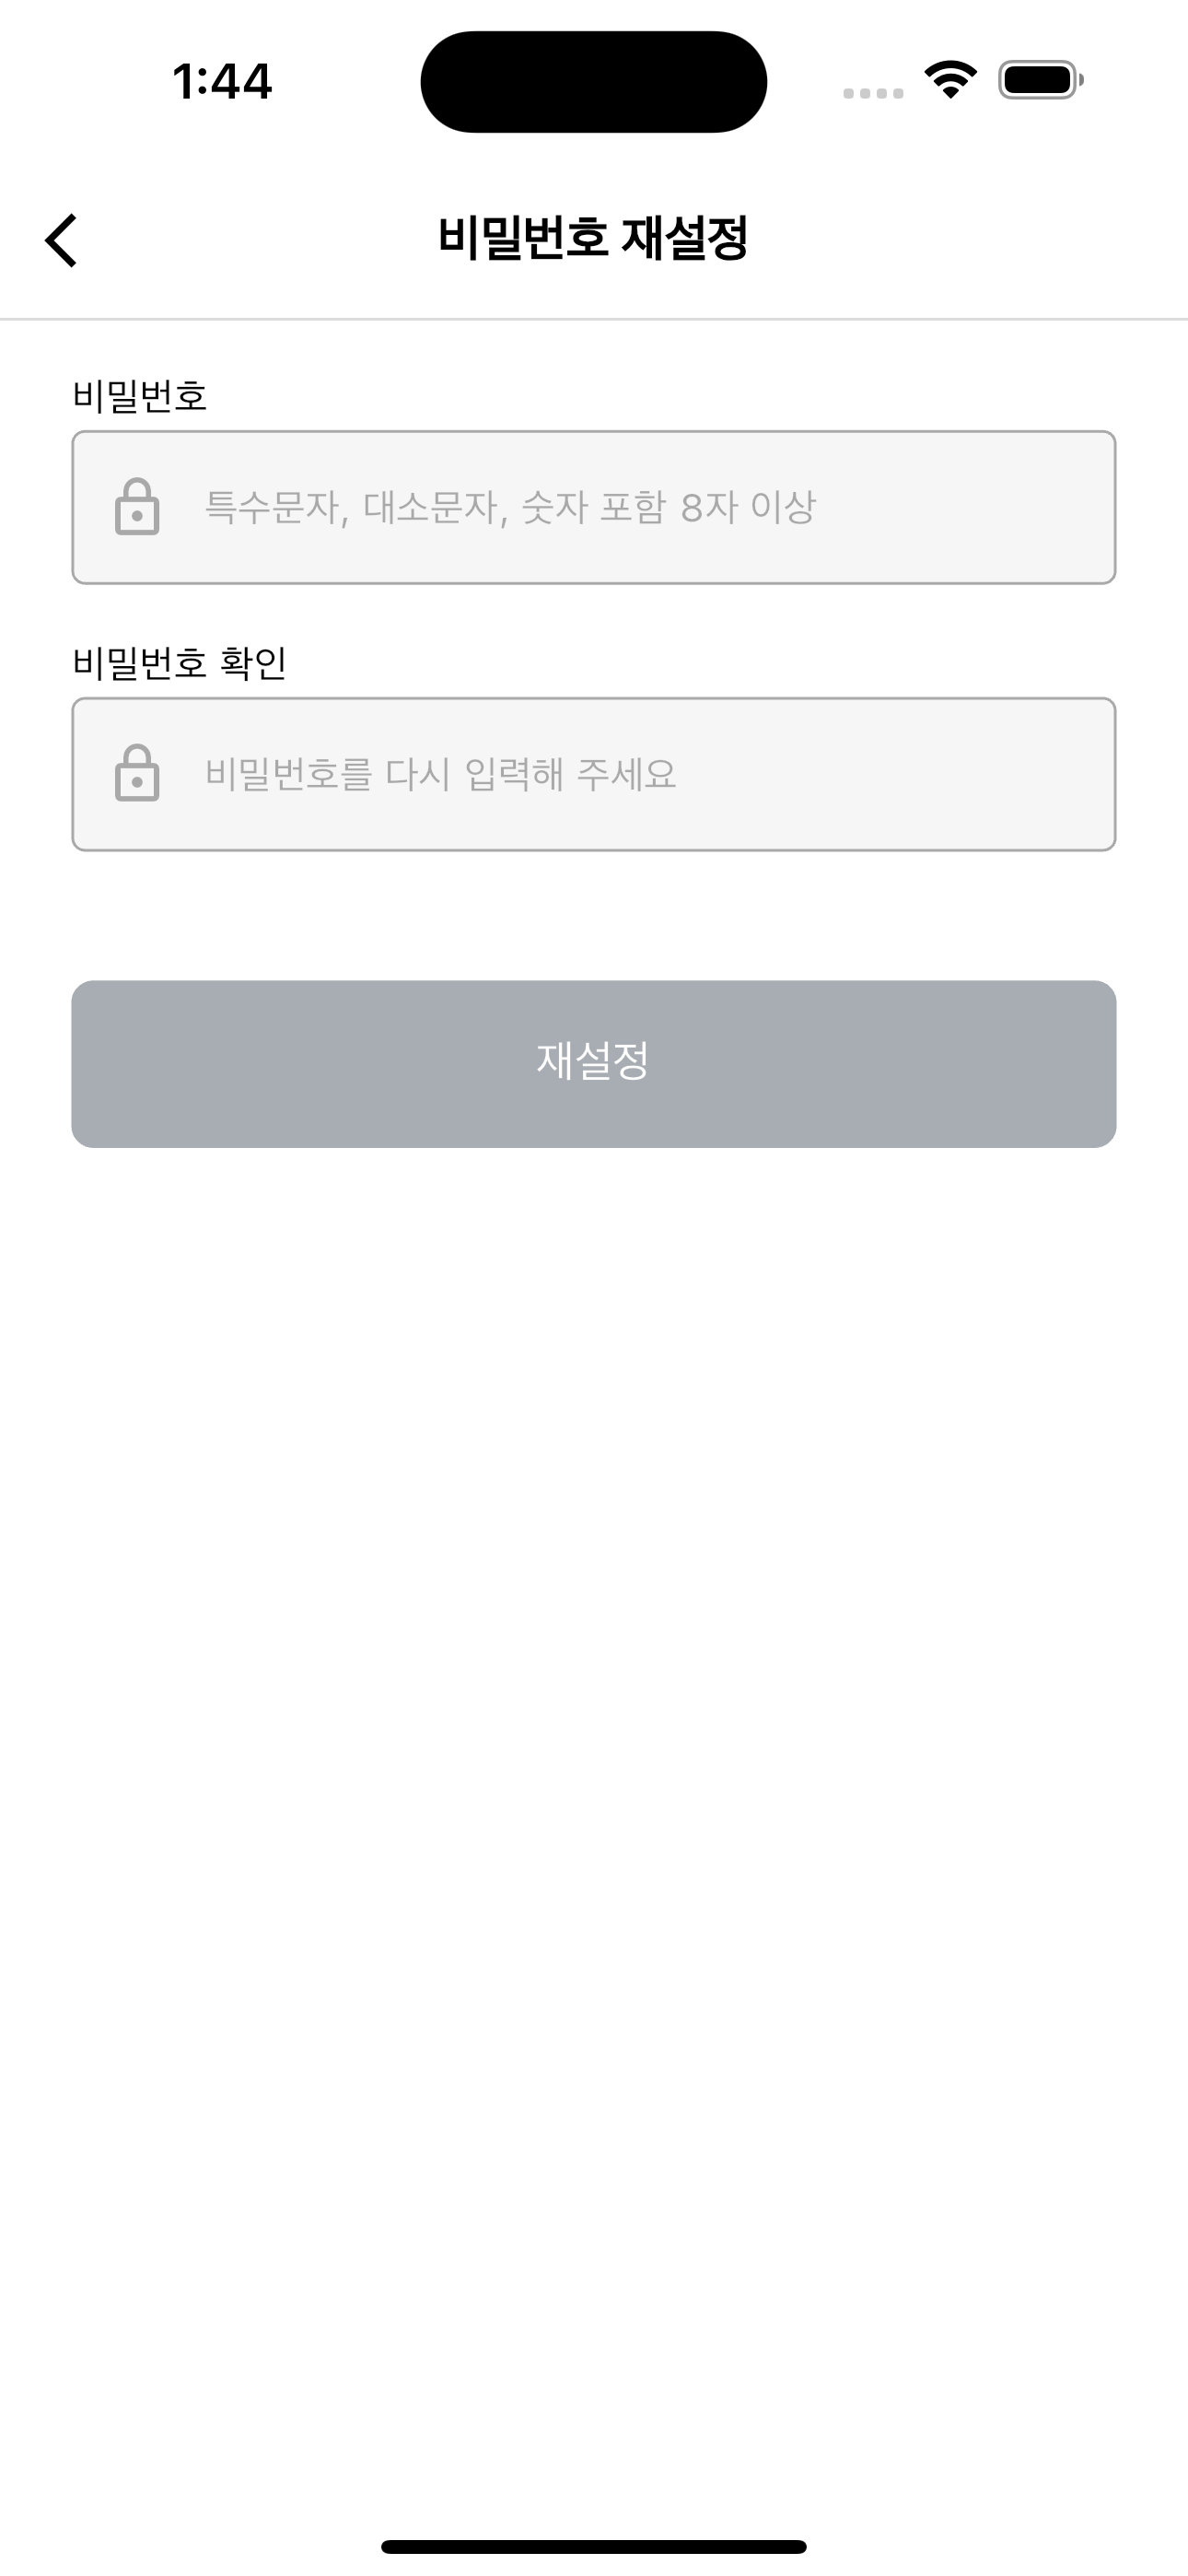 1:44
비밀번호 재설정
비밀번호
특수문자, 대소문자, 숫자 포함 8자 이상
비밀번호 확인
비밀번호를 다시 입력해 주세요
재설정